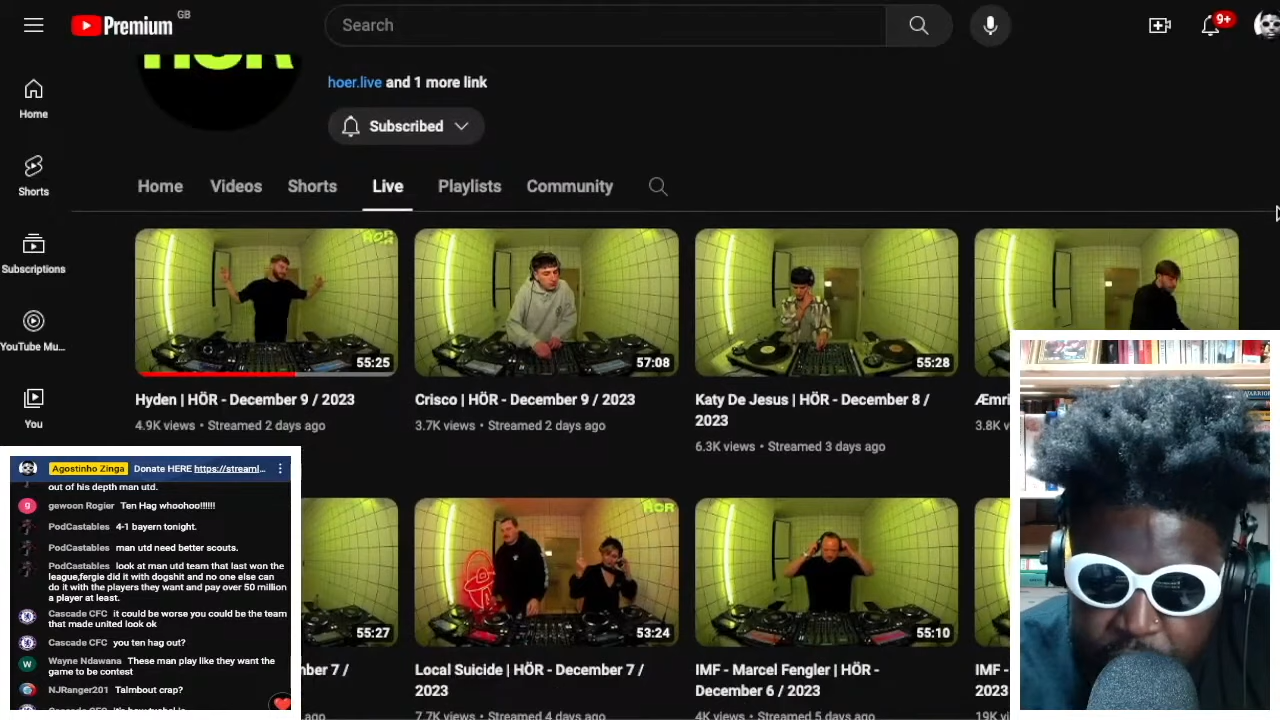 Premium
GB
Search
9+
HÖR
hoer.live and 1 more link
Subscribed
Home
Videos
Shorts
Live
Playlists
Community
Home
Shorts
Subscriptions
YouTube Mu...
You
HÖR
55:25
57:08
55:28
Hyden | HÖR - December 9 / 2023
4.9K views • Streamed 2 days ago
Crisco | HÖR - December 9 / 2023
3.7K views • Streamed 2 days ago
Katy De Jesus | HÖR - December 8 /
2023
6.3K views • Streamed 3 days ago
Æmri
3.8K v
HÖR
55:27
53:24
55:10
ber 7 /
ago
Local Suicide | HÖR - December 7 /
2023
7.7K views • Streamed 4 days ago
IMF - Marcel Fengler | HÖR -
December 6 / 2023
4K views • Streamed 5 days ago
IMF -
2023
19K vi
Agostinho Zinga Donate HERE https://streaml...
out of his depth man utd.
g gewoon Rogier Ten Hag whoohoo!!!!!!
PodCastables 4-1 bayern tonight.
PodCastables man utd need better scouts.
PodCastables look at man utd team that last won the
league,fergie did it with dogshit and no one else can
do it with the players they want and pay over 50 million
a player at least.
Cascade CFC it could be worse you could be the team
that made united look ok
Cascade CFC you ten hag out?
W Wayne Ndawana These man play like they want the
game to be contest
NJRanger201 Talmbout crap?
WARRIOR